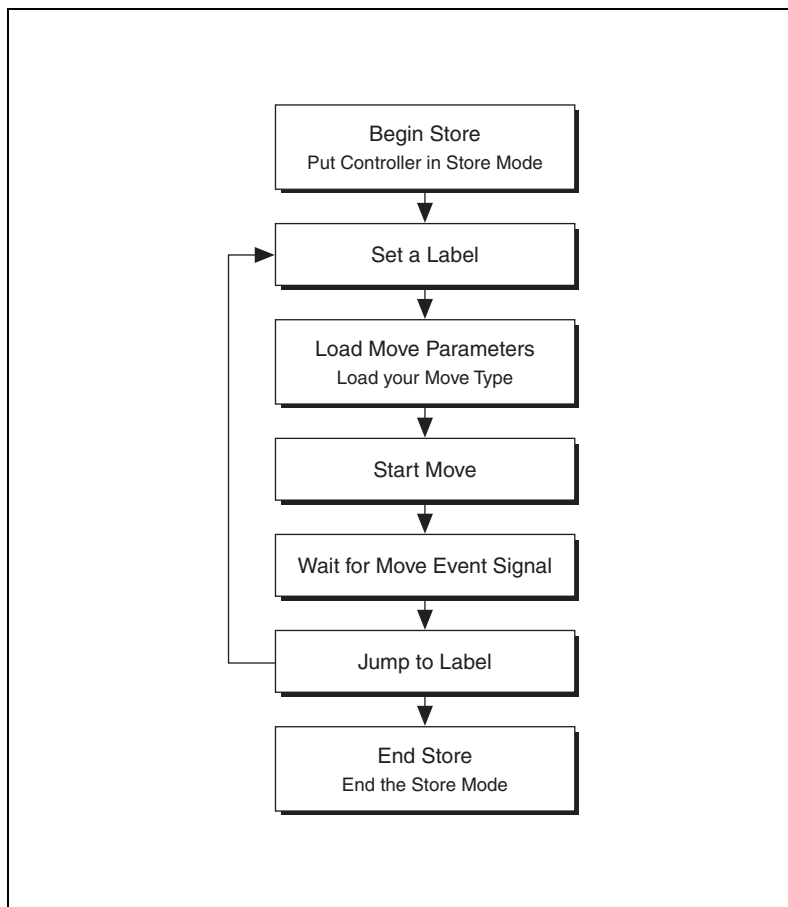 Begin Store
Put Controller in Store Mode
Set a Label
Load Move Parameters
Load your Move Type
Start Move
Wait for Move Event Signal
Jump to Label
End Store
End the Store Mode